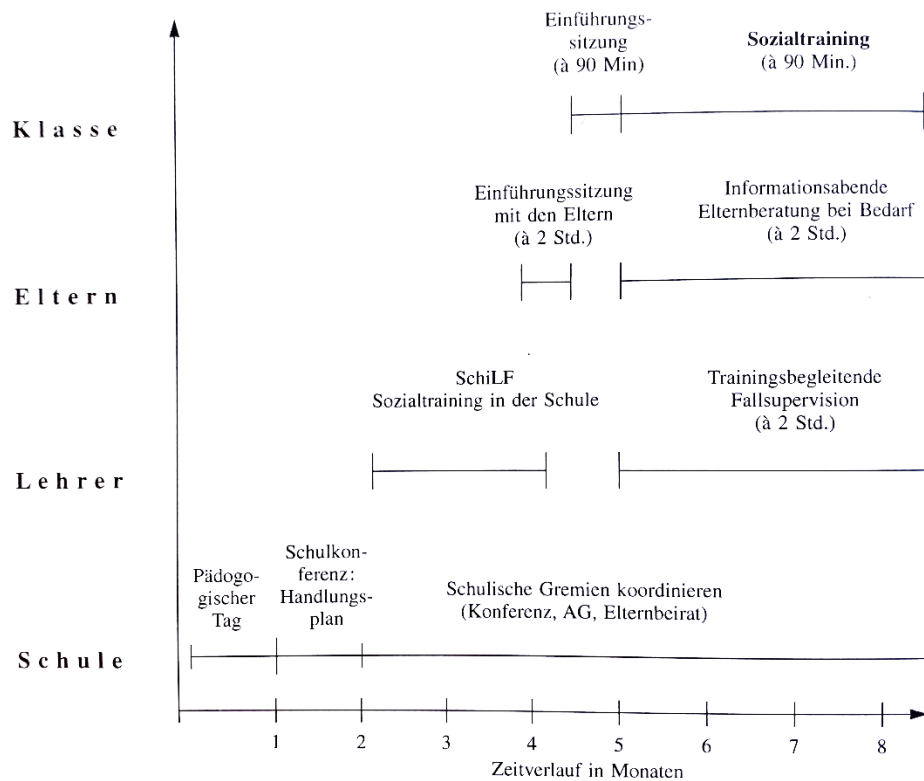 Einführungs-
sitzung
(à 90 Min)
Sozialtraining
(à 90 Min.)
Klasse
Einführungssitzung
mit den Eltern
(à 2 Std.)
Informationsabende
Elternberatung bei Bedarf
(à 2 Std.)
Eltern
SchiLF
Sozialtraining in der Schule
Trainingsbegleitende
Fallsupervision
(à 2 Std.)
Lehrer
Pädogo-
gischer
Tag
Schulkon-
ferenz:
Handlungs-
plan
Schulische Gremien koordinieren
(Konferenz, AG, Elternbeirat)
Schule
1 2 3 4 5 6 7 8
Zeitverlauf in Monaten